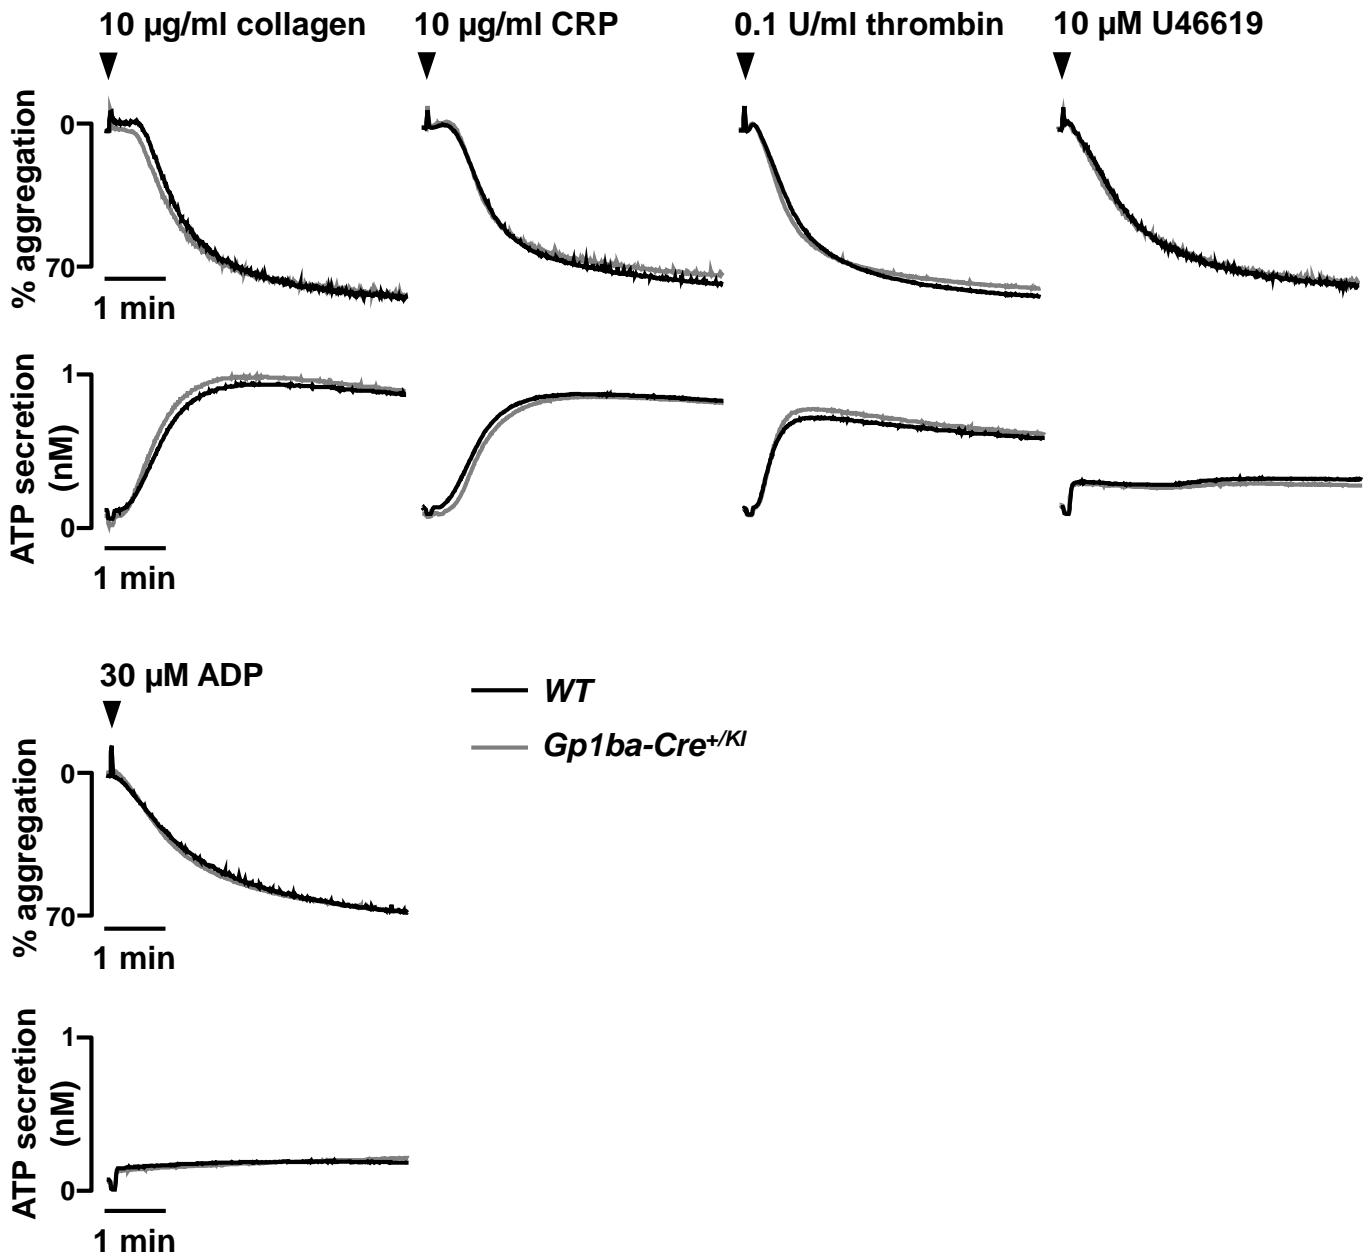 10 µg/ml collagen
10 µg/ml CRP
0.1 U/ml thrombin
10 µM U46619
% aggregation
0
70
1 min
ATP secretion
(nM)
1
0
1 min
30 µM ADP
WT
Gp1ba-Cre+/KI
% aggregation
0
70
1 min
ATP secretion
(nM)
1
0
1 min